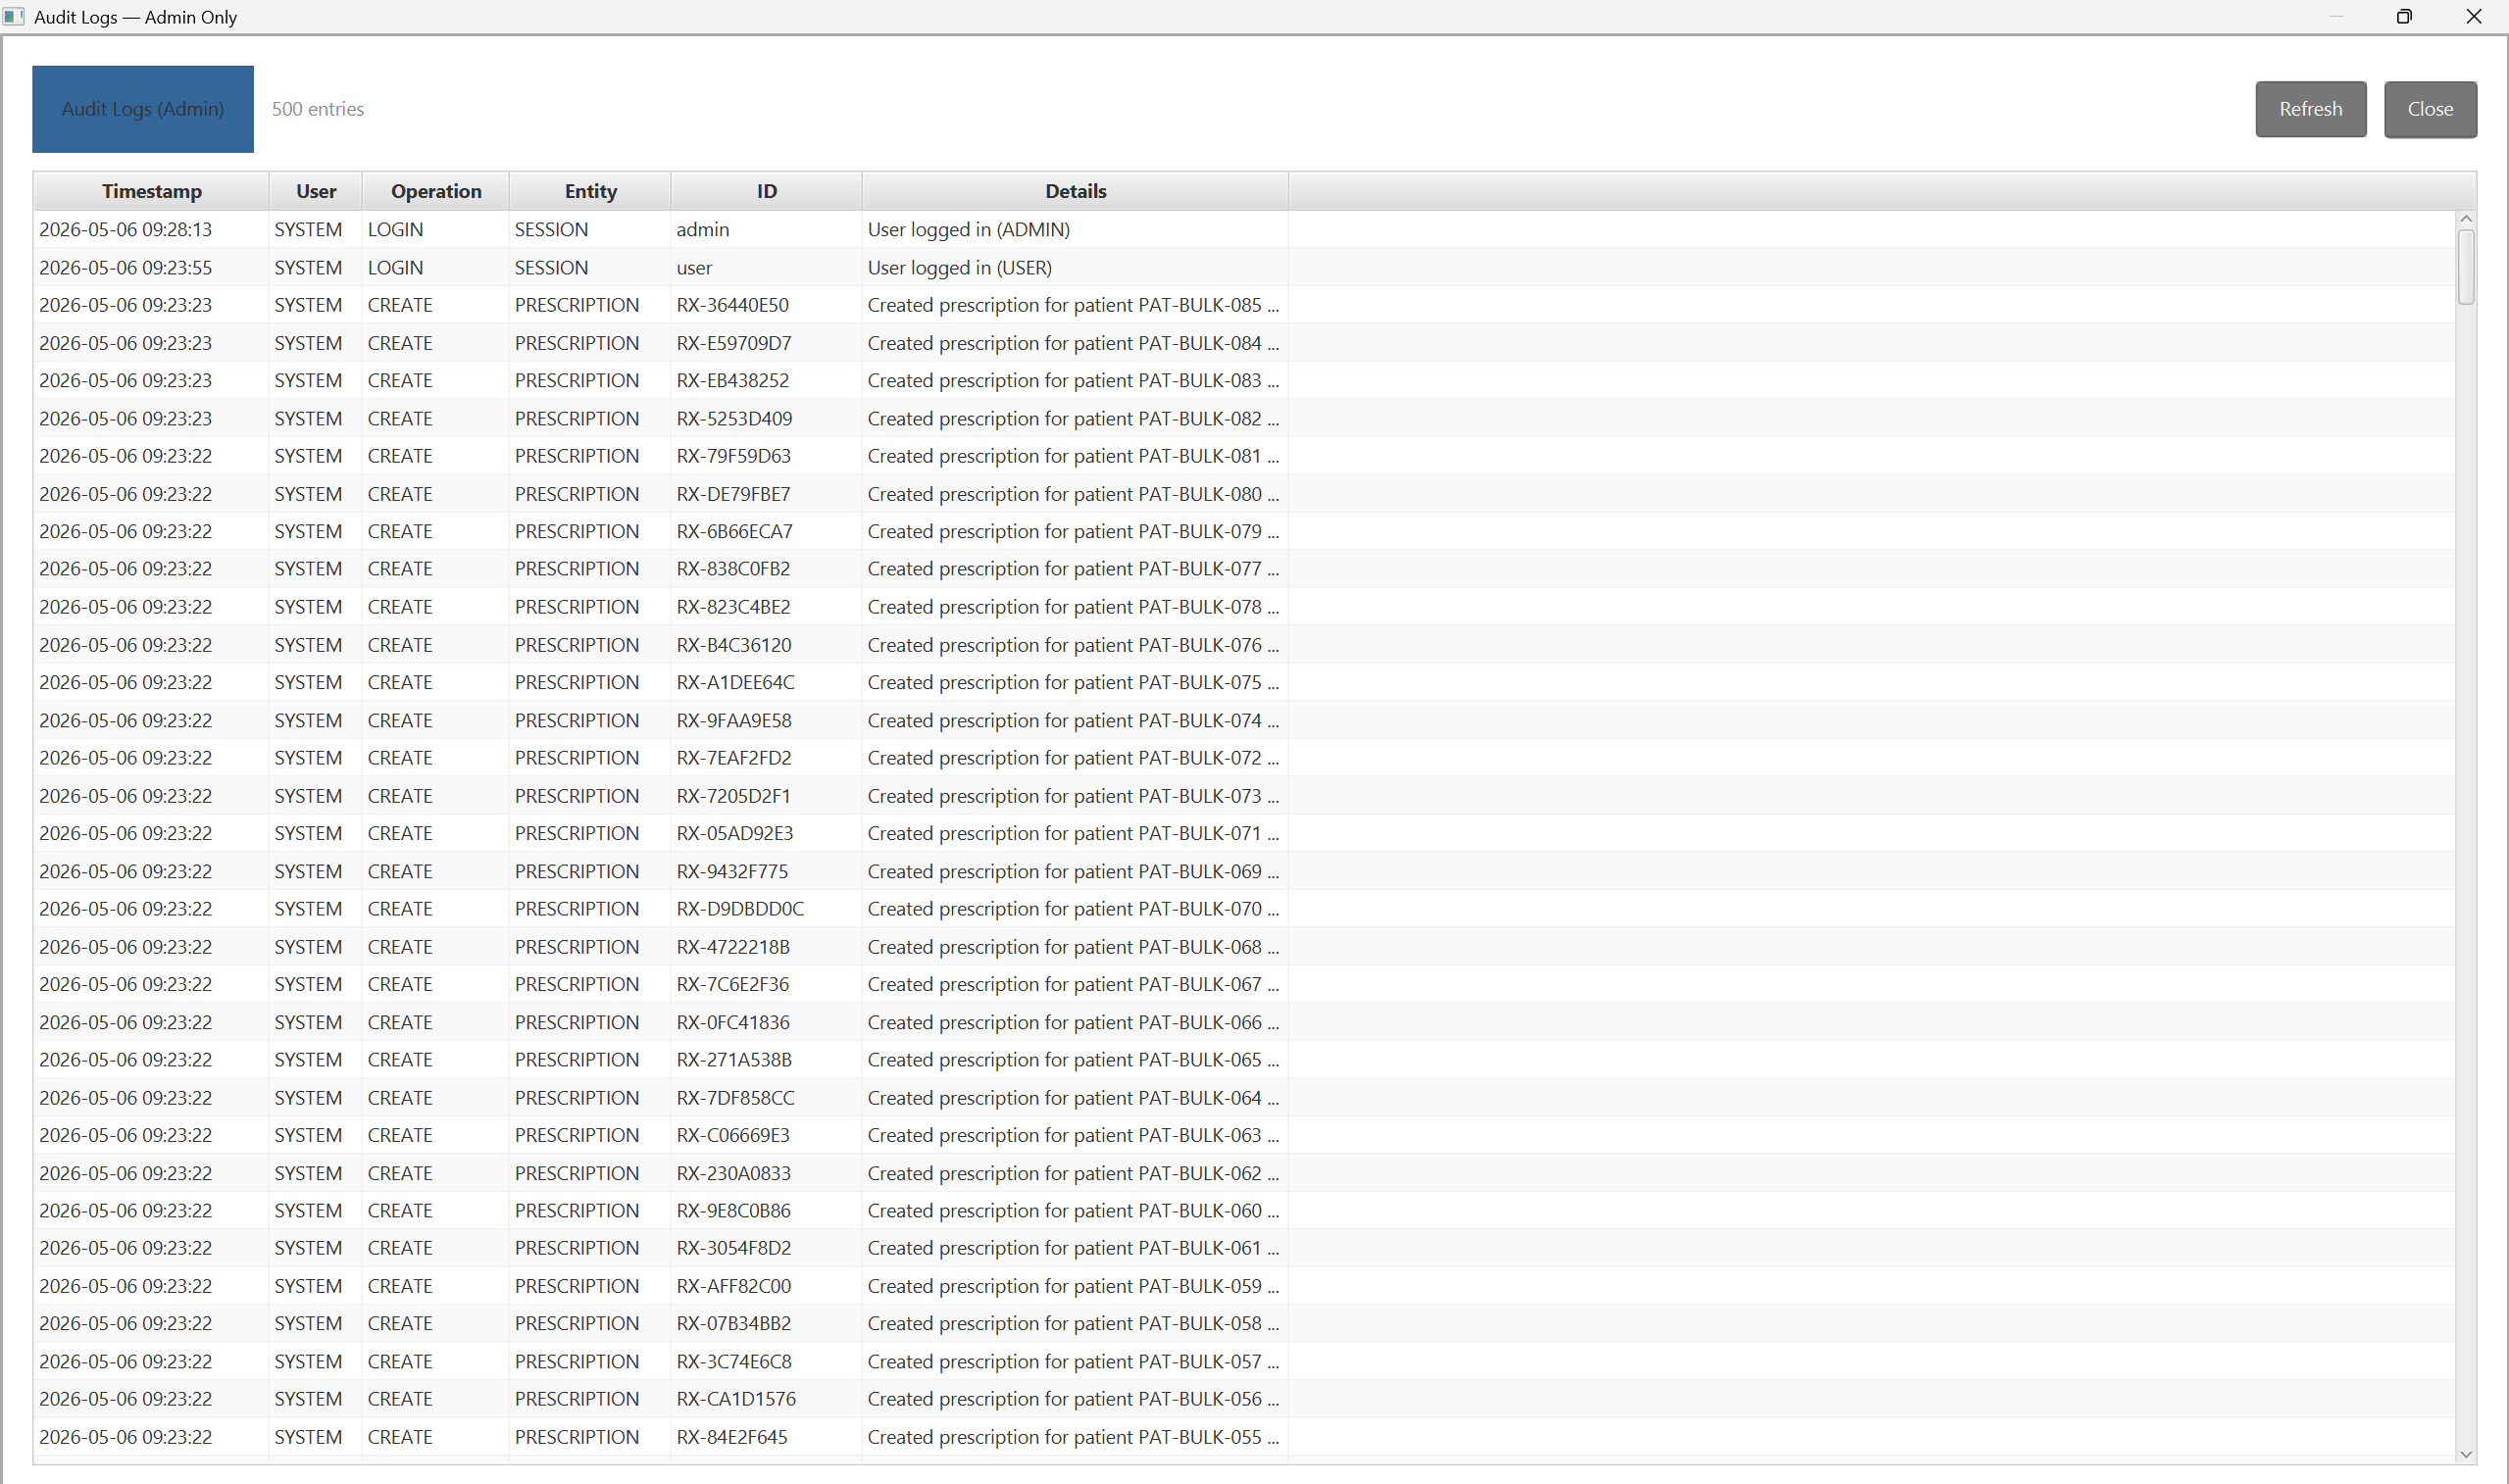 Audit Logs — Admin Only
Audit Logs (Admin) 500 entries Refresh Close
Timestamp User Operation Entity ID Details
2026-05-06 09:28:13 SYSTEM LOGIN SESSION admin User logged in (ADMIN)
2026-05-06 09:23:55 SYSTEM LOGIN SESSION user User logged in (USER)
2026-05-06 09:23:23 SYSTEM CREATE PRESCRIPTION RX-36440E50 Created prescription for patient PAT-BULK-085 ...
2026-05-06 09:23:23 SYSTEM CREATE PRESCRIPTION RX-E59709D7 Created prescription for patient PAT-BULK-084 ...
2026-05-06 09:23:23 SYSTEM CREATE PRESCRIPTION RX-EB438252 Created prescription for patient PAT-BULK-083 ...
2026-05-06 09:23:23 SYSTEM CREATE PRESCRIPTION RX-5253D409 Created prescription for patient PAT-BULK-082 ...
2026-05-06 09:23:22 SYSTEM CREATE PRESCRIPTION RX-79F59D63 Created prescription for patient PAT-BULK-081 ...
2026-05-06 09:23:22 SYSTEM CREATE PRESCRIPTION RX-DE79FBE7 Created prescription for patient PAT-BULK-080 ...
2026-05-06 09:23:22 SYSTEM CREATE PRESCRIPTION RX-6B66ECA7 Created prescription for patient PAT-BULK-079 ...
2026-05-06 09:23:22 SYSTEM CREATE PRESCRIPTION RX-838C0FB2 Created prescription for patient PAT-BULK-077 ...
2026-05-06 09:23:22 SYSTEM CREATE PRESCRIPTION RX-823C4BE2 Created prescription for patient PAT-BULK-078 ...
2026-05-06 09:23:22 SYSTEM CREATE PRESCRIPTION RX-B4C36120 Created prescription for patient PAT-BULK-076 ...
2026-05-06 09:23:22 SYSTEM CREATE PRESCRIPTION RX-A1DEE64C Created prescription for patient PAT-BULK-075 ...
2026-05-06 09:23:22 SYSTEM CREATE PRESCRIPTION RX-9FAA9E58 Created prescription for patient PAT-BULK-074 ...
2026-05-06 09:23:22 SYSTEM CREATE PRESCRIPTION RX-7EAF2FD2 Created prescription for patient PAT-BULK-072 ...
2026-05-06 09:23:22 SYSTEM CREATE PRESCRIPTION RX-7205D2F1 Created prescription for patient PAT-BULK-073 ...
2026-05-06 09:23:22 SYSTEM CREATE PRESCRIPTION RX-05AD92E3 Created prescription for patient PAT-BULK-071 ...
2026-05-06 09:23:22 SYSTEM CREATE PRESCRIPTION RX-9432F775 Created prescription for patient PAT-BULK-069 ...
2026-05-06 09:23:22 SYSTEM CREATE PRESCRIPTION RX-D9DBDD0C Created prescription for patient PAT-BULK-070 ...
2026-05-06 09:23:22 SYSTEM CREATE PRESCRIPTION RX-4722218B Created prescription for patient PAT-BULK-068 ...
2026-05-06 09:23:22 SYSTEM CREATE PRESCRIPTION RX-7C6E2F36 Created prescription for patient PAT-BULK-067 ...
2026-05-06 09:23:22 SYSTEM CREATE PRESCRIPTION RX-0FC41836 Created prescription for patient PAT-BULK-066 ...
2026-05-06 09:23:22 SYSTEM CREATE PRESCRIPTION RX-271A538B Created prescription for patient PAT-BULK-065 ...
2026-05-06 09:23:22 SYSTEM CREATE PRESCRIPTION RX-7DF858CC Created prescription for patient PAT-BULK-064 ...
2026-05-06 09:23:22 SYSTEM CREATE PRESCRIPTION RX-C06669E3 Created prescription for patient PAT-BULK-063 ...
2026-05-06 09:23:22 SYSTEM CREATE PRESCRIPTION RX-230A0833 Created prescription for patient PAT-BULK-062 ...
2026-05-06 09:23:22 SYSTEM CREATE PRESCRIPTION RX-9E8C0B86 Created prescription for patient PAT-BULK-060 ...
2026-05-06 09:23:22 SYSTEM CREATE PRESCRIPTION RX-3054F8D2 Created prescription for patient PAT-BULK-061 ...
2026-05-06 09:23:22 SYSTEM CREATE PRESCRIPTION RX-AFF82C00 Created prescription for patient PAT-BULK-059 ...
2026-05-06 09:23:22 SYSTEM CREATE PRESCRIPTION RX-07B34BB2 Created prescription for patient PAT-BULK-058 ...
2026-05-06 09:23:22 SYSTEM CREATE PRESCRIPTION RX-3C74E6C8 Created prescription for patient PAT-BULK-057 ...
2026-05-06 09:23:22 SYSTEM CREATE PRESCRIPTION RX-CA1D1576 Created prescription for patient PAT-BULK-056 ...
2026-05-06 09:23:22 SYSTEM CREATE PRESCRIPTION RX-84E2F645 Created prescription for patient PAT-BULK-055 ...